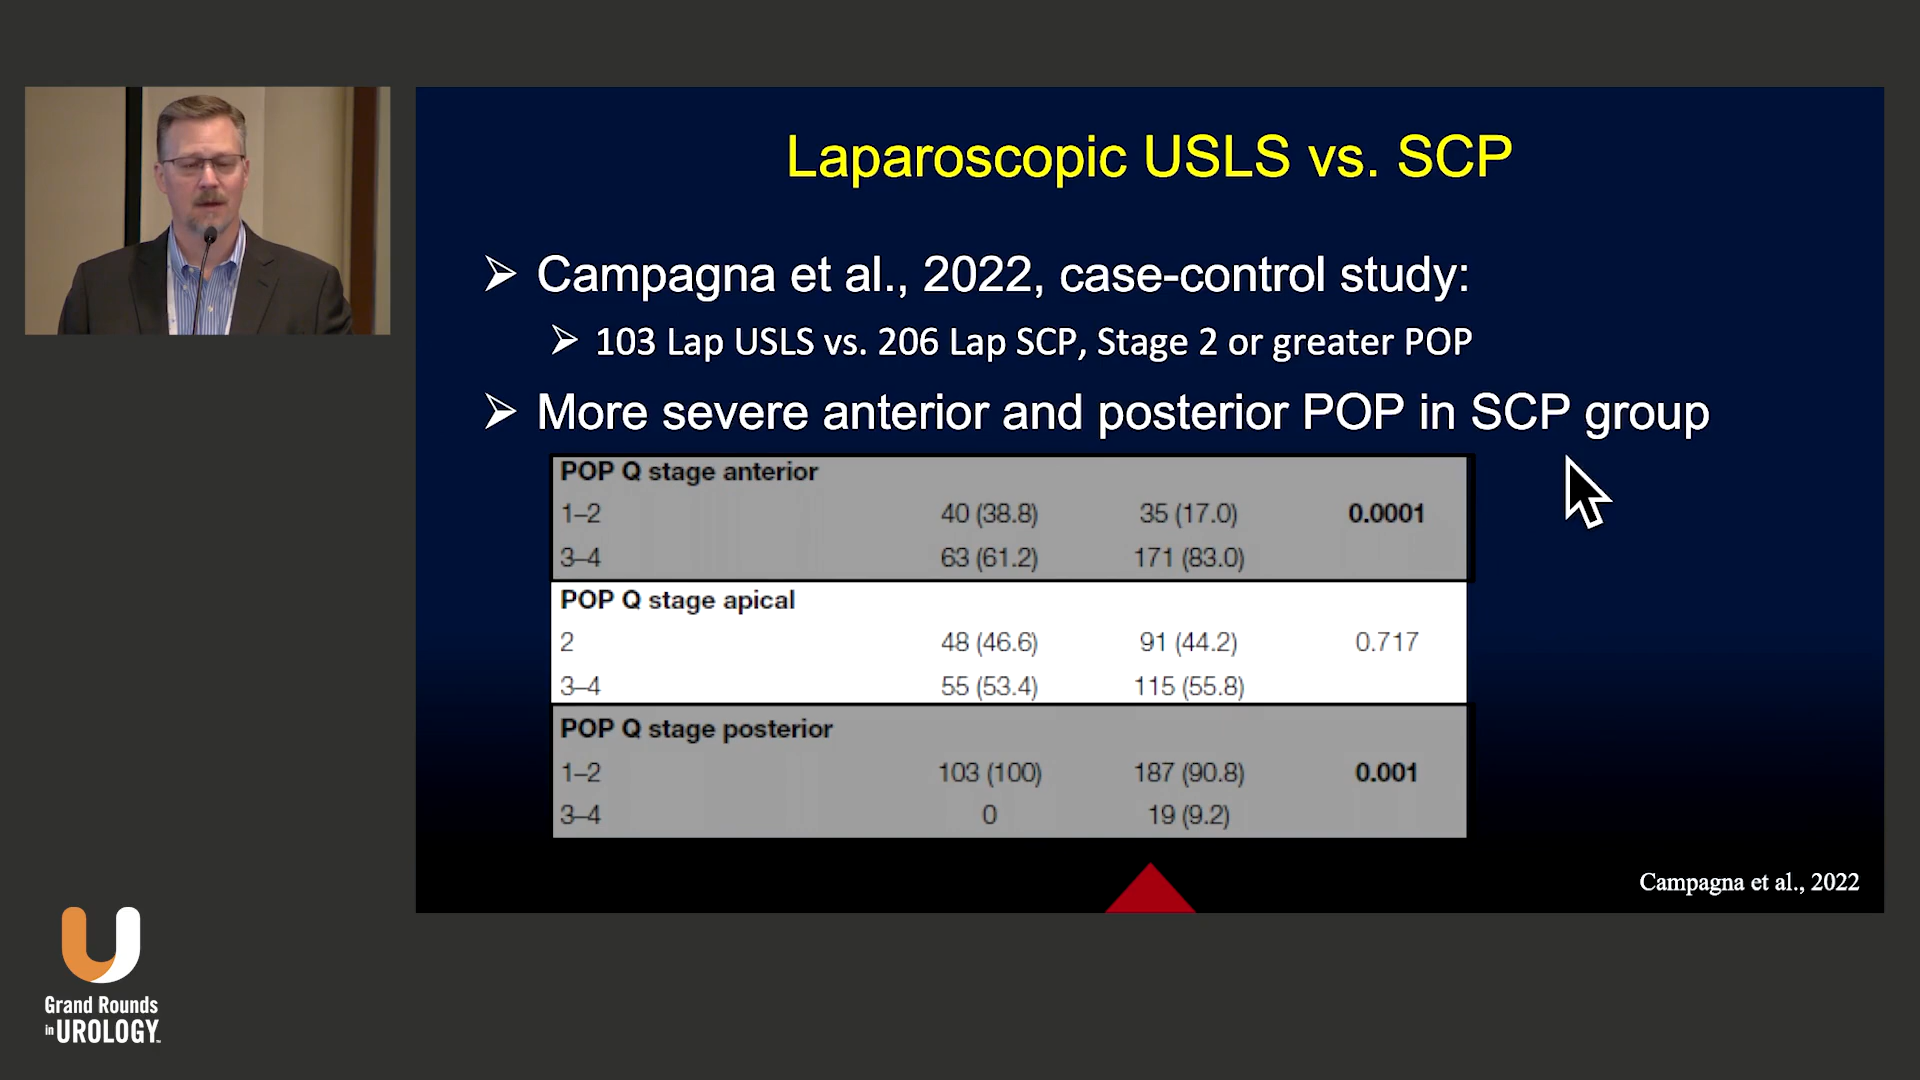 Laparoscopic USLS vs. SCP
➢ Campagna et al., 2022, case-control study:
➢ 103 Lap USLS vs. 206 Lap SCP, Stage 2 or greater POP
➢ More severe anterior and posterior POP in SCP group
POP Q stage anterior
1–2 40 (38.8) 35 (17.0) 0.0001
3–4 63 (61.2) 171 (83.0)
POP Q stage apical
2 48 (46.6) 91 (44.2) 0.717
3–4 55 (53.4) 115 (55.8)
POP Q stage posterior
1–2 103 (100) 187 (90.8) 0.001
3–4 0 19 (9.2)
Campagna et al., 2022
Grand Rounds
in UROLOGY™